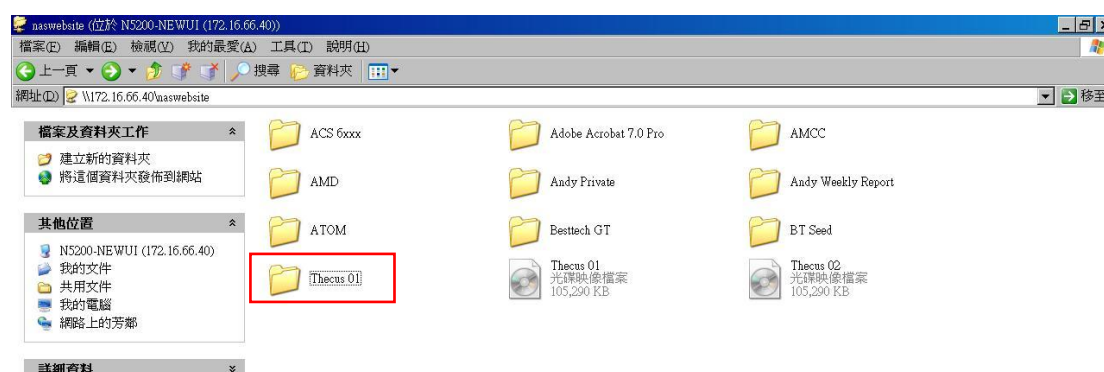 naswebsite (位於 N5200-NEWUI (172.16.66.40))
檔案(F) 編輯(E) 檢視(V) 我的最愛(A) 工具(T) 說明(H)
上一頁 搜尋 資料夾
網址(D) \\172.16.66.40\naswebsite 移至
檔案及資料夾工作
建立新的資料夾
將這個資料夾發佈到網站
其他位置
N5200-NEWUI (172.16.66.40)
我的文件
共用文件
我的電腦
網路上的芳鄰
詳細資料
ACS 6xxx
Adobe Acrobat 7.0 Pro
AMCC
AMD
Andy Private
Andy Weekly Report
ATOM
Besttech GT
BT Seed
Thecus 01
Thecus 01
光碟映像檔案
105,290 KB
Thecus 02
光碟映像檔案
105,290 KB